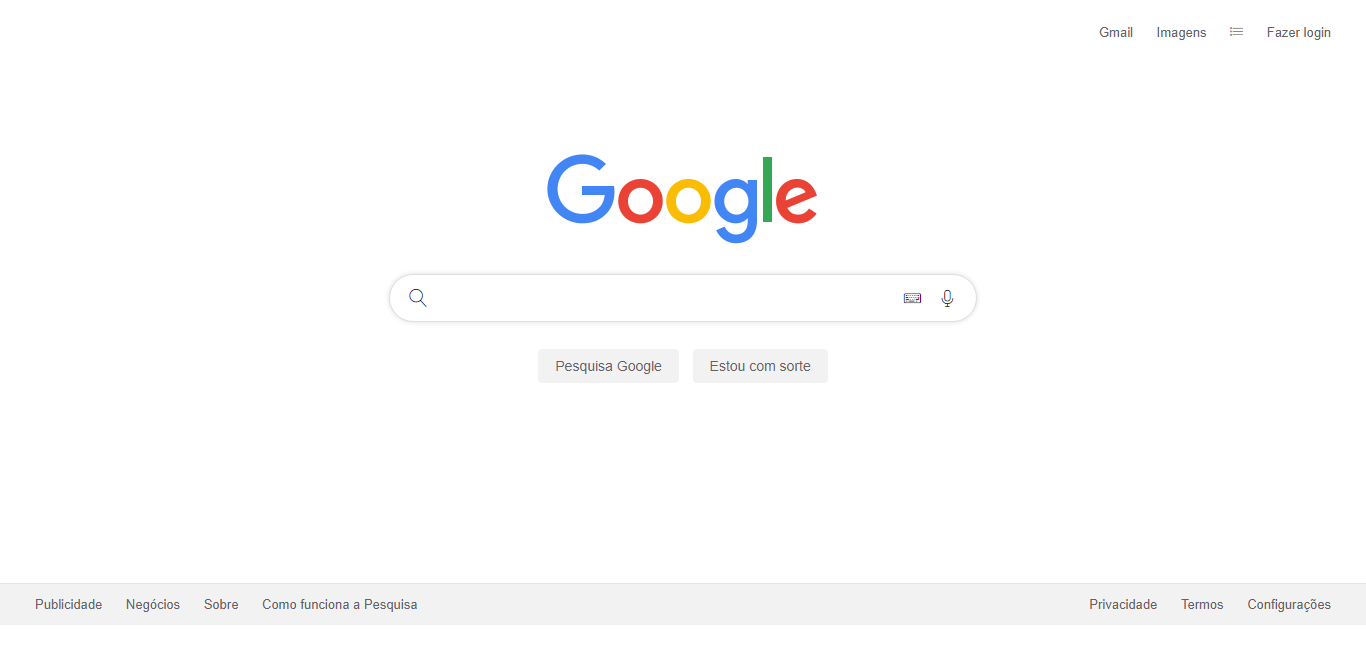 Gmail Imagens Fazer login
Google
Pesquisa Google Estou com sorte
Publicidade Negócios Sobre Como funciona a Pesquisa Privacidade Termos Configurações